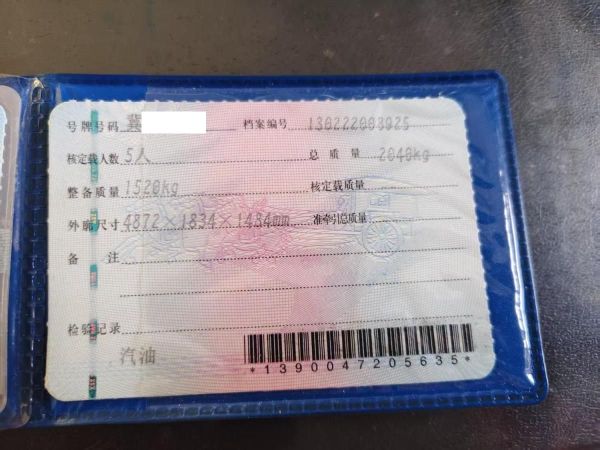 号牌号码 冀 档案编号 130222003925
核定载人数 5人 总质量 2040kg
整备质量 1520kg 核定载质量
外廓尺寸 4872×1834×1484mm 准牵引总质量
备注
检验记录
汽油
*1390047205635*